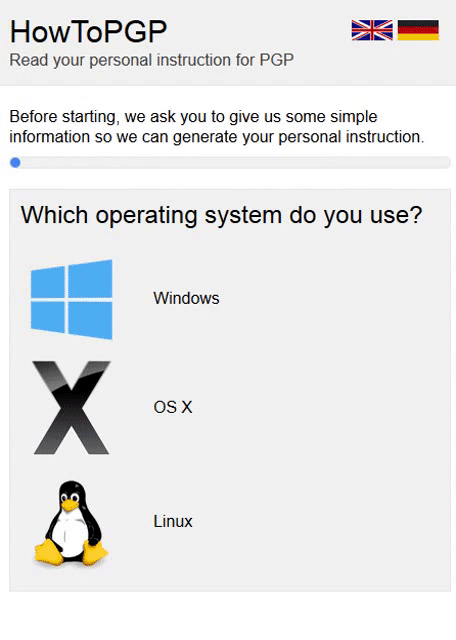 HowToPGP
Read your personal instruction for PGP
Before starting, we ask you to give us some simple
information so we can generate your personal instruction.
Which operating system do you use?
Windows
OS X
Linux